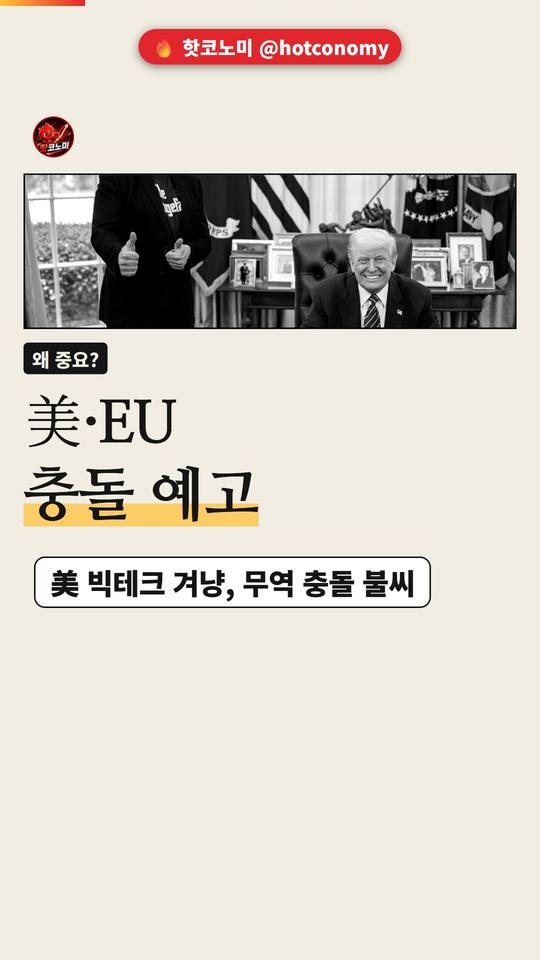 🔥 핫코노미 @hotconomy
핫코노미
왜 중요?
美·EU
충돌 예고
美 빅테크 겨냥, 무역 충돌 불씨